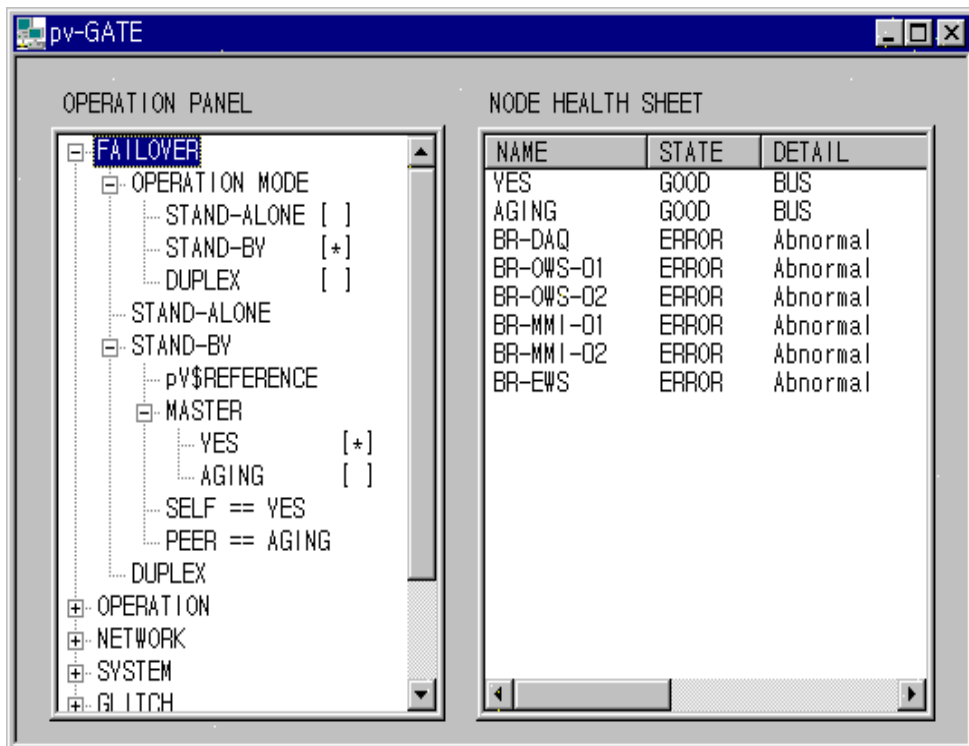 pv-GATE
OPERATION PANEL
FAILOVER
OPERATION MODE
STAND-ALONE [ ]
STAND-BY [*]
DUPLEX [ ]
STAND-ALONE
STAND-BY
pV$REFERENCE
MASTER
YES [*]
AGING [ ]
SELF == YES
PEER == AGING
DUPLEX
OPERATION
NETWORK
SYSTEM
GLITCH
NODE HEALTH SHEET
NAME STATE DETAIL
YES GOOD BUS
AGING GOOD BUS
BR-DAQ ERROR Abnormal
BR-OWS-01 ERROR Abnormal
BR-OWS-02 ERROR Abnormal
BR-MMI-01 ERROR Abnormal
BR-MMI-02 ERROR Abnormal
BR-EWS ERROR Abnormal